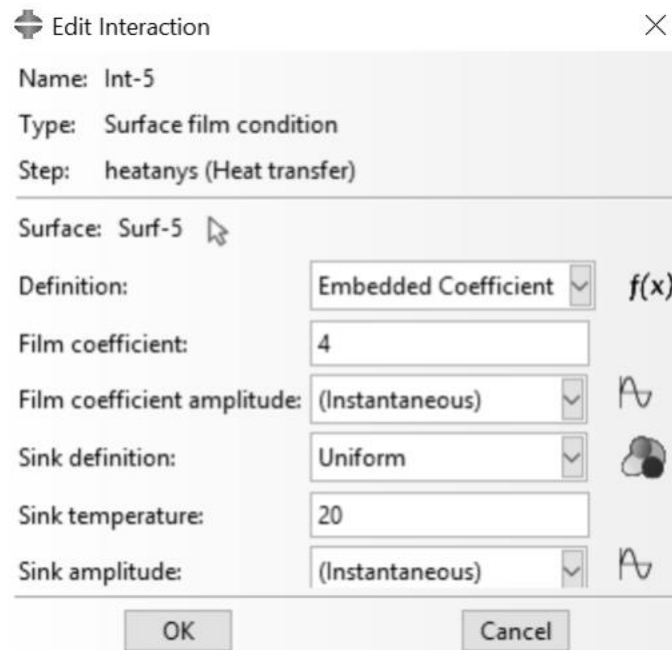 Edit Interaction
Name: Int-5
Type: Surface film condition
Step: heatanys (Heat transfer)
Surface: Surf-5
Definition: Embedded Coefficient f(x)
Film coefficient: 4
Film coefficient amplitude: (Instantaneous)
Sink definition: Uniform
Sink temperature: 20
Sink amplitude: (Instantaneous)
OK Cancel